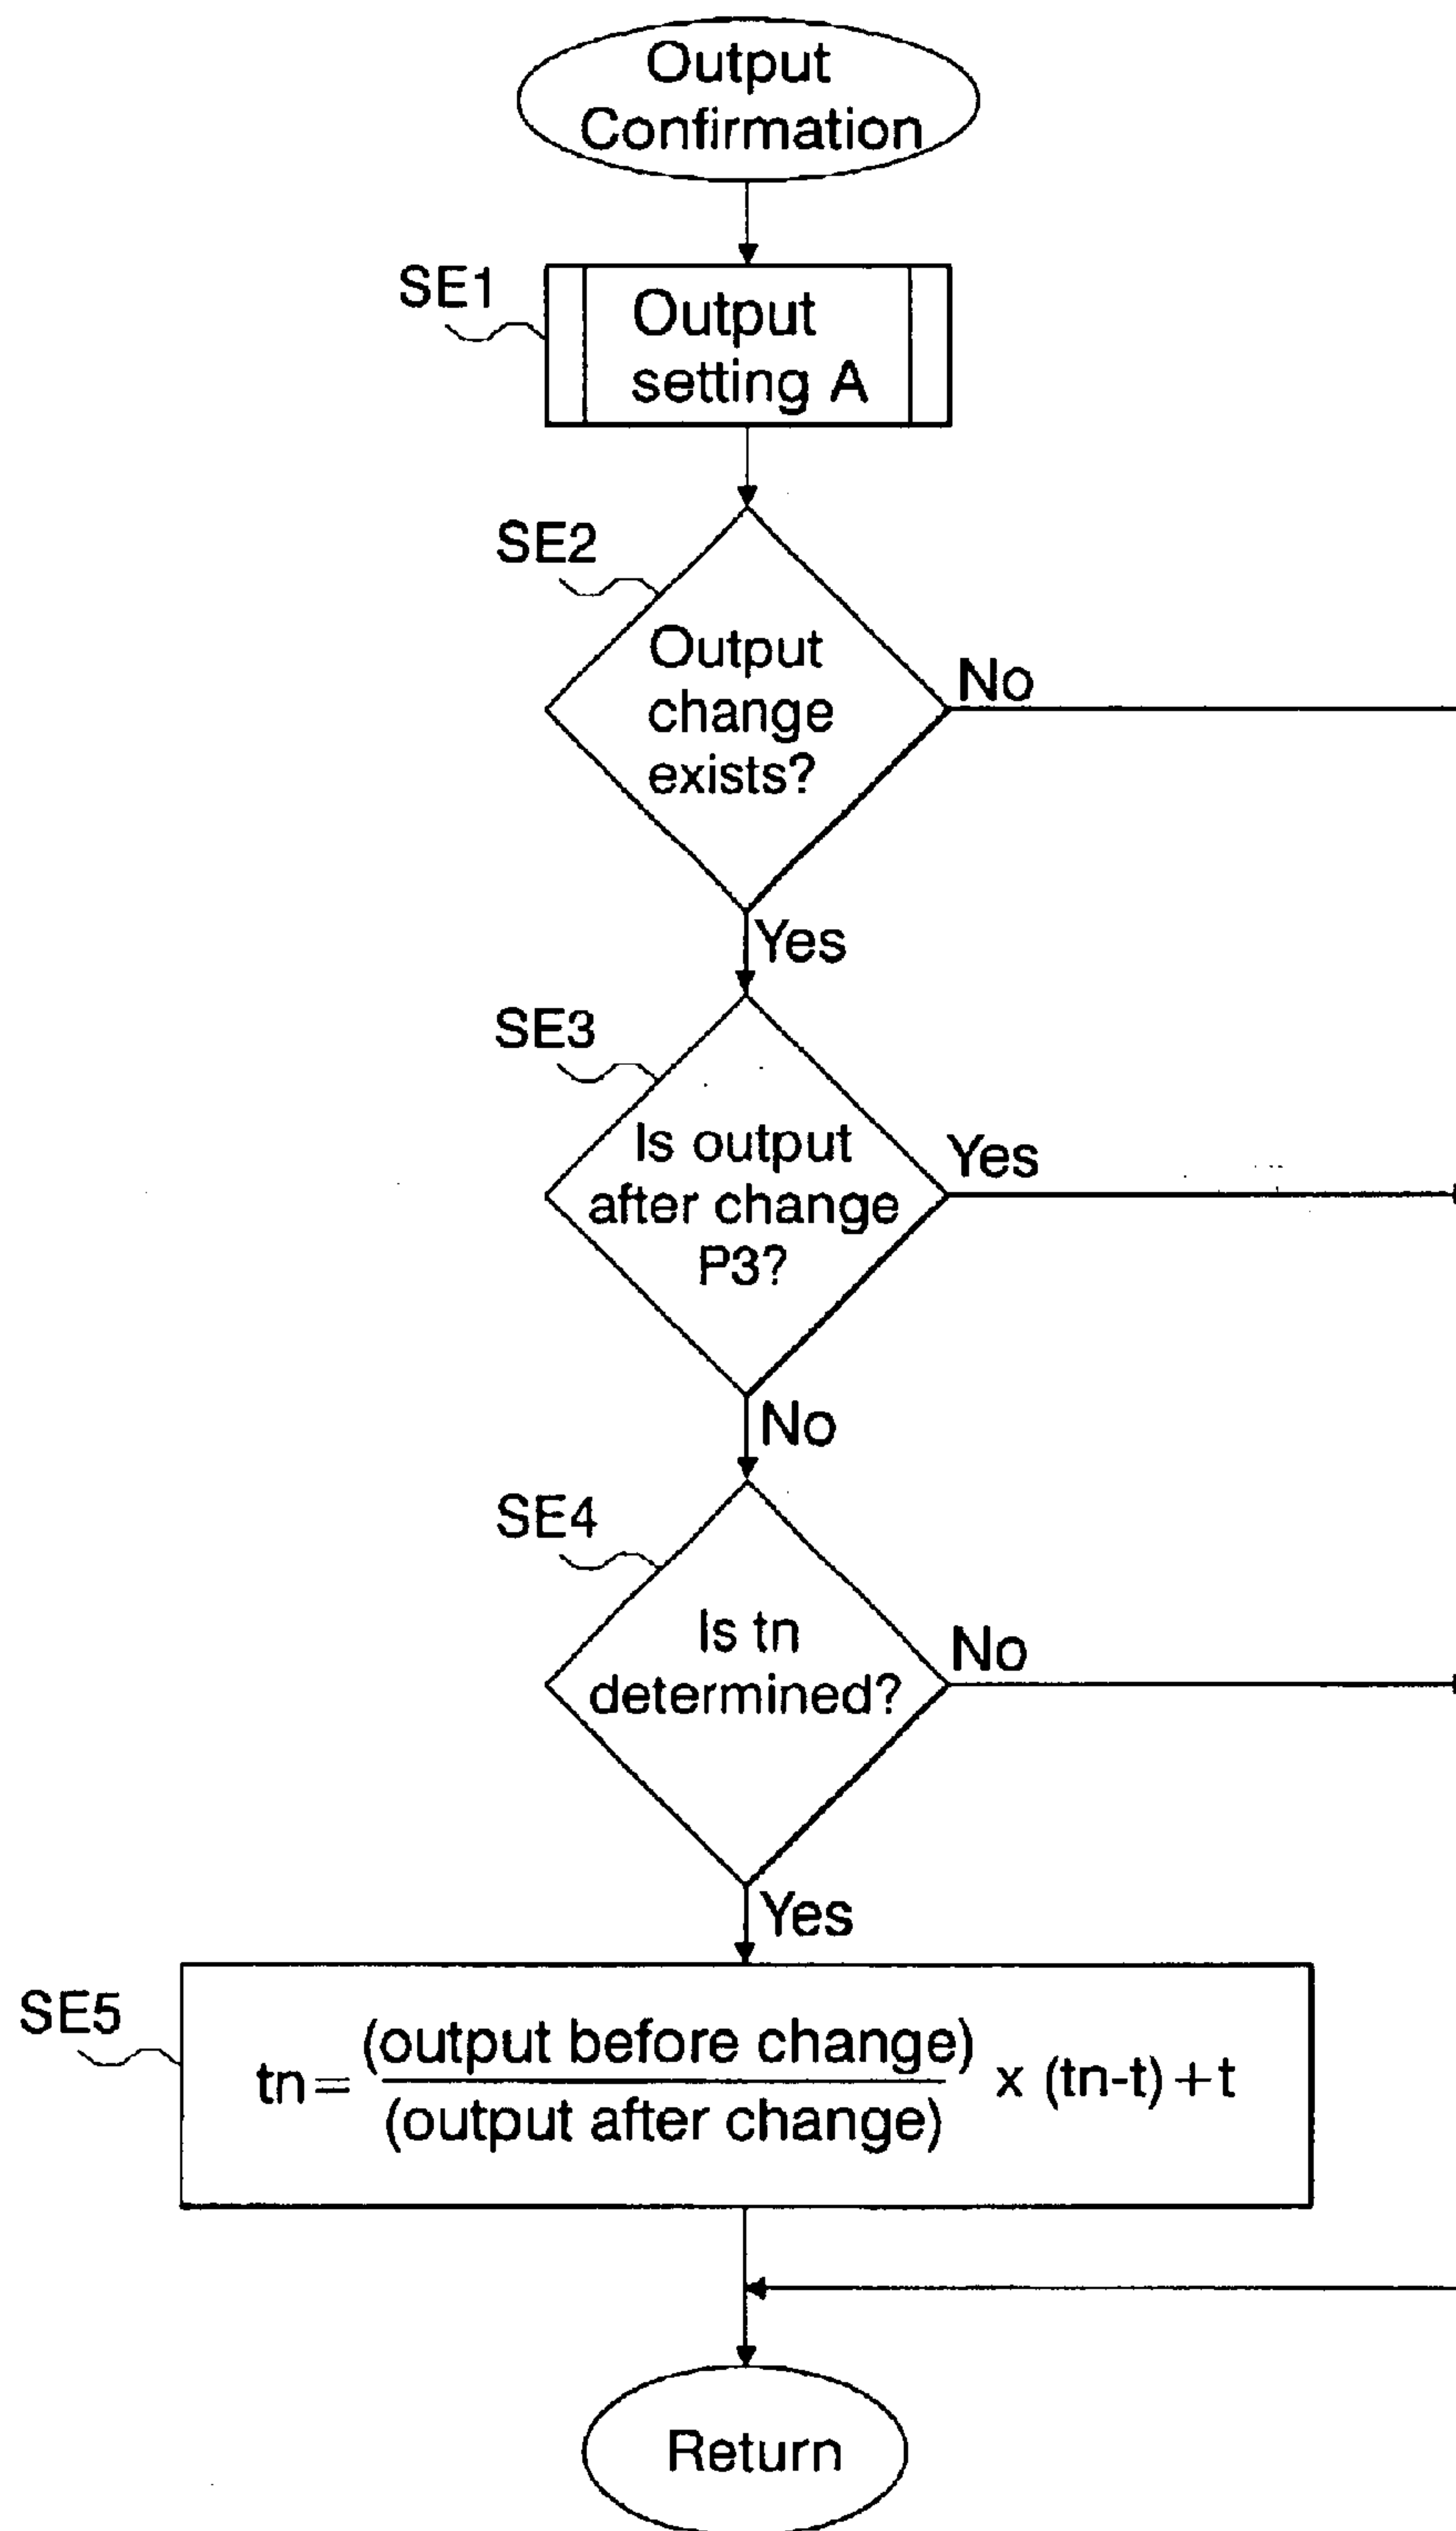 Output
Confirmation
SE1
Output
setting A
SE2
Output
change
exists?
No
Yes
SE3
Is output
after change
P3?
Yes
No
SE4
Is tn
determined?
No
Yes
SE5
tn = (output before change) / (output after change) x (tn-t) + t
Return